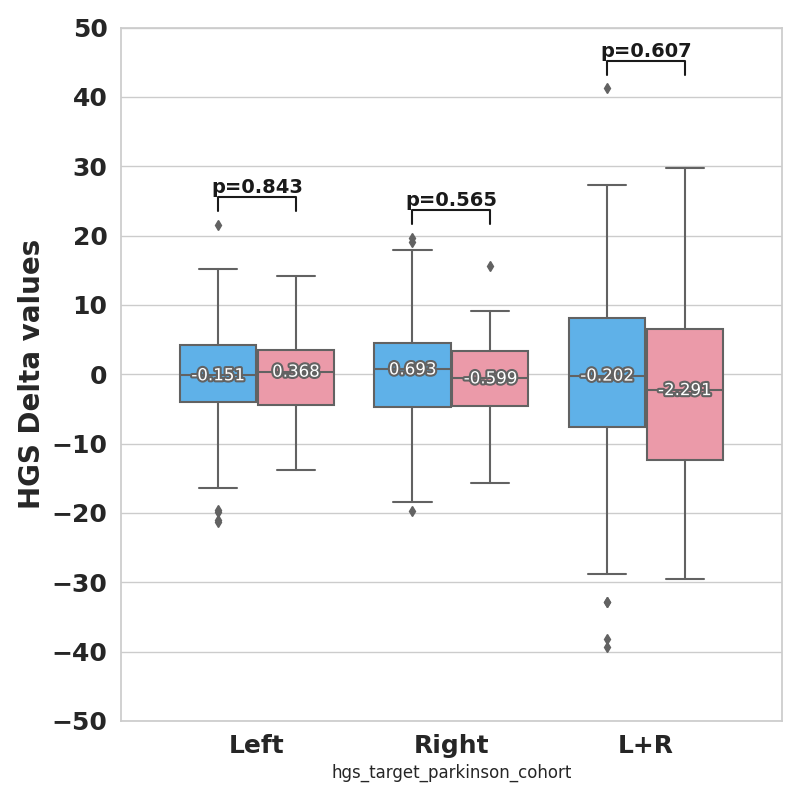 50
p=0.607
40
30
p=0.843
p=0.565
20
10
0
-0.151
0.368
0.693
-0.599
-0.202
-2.291
−10
−20
−30
−40
−50
HGS Delta values
Left
Right
L+R
hgs_target_parkinson_cohort